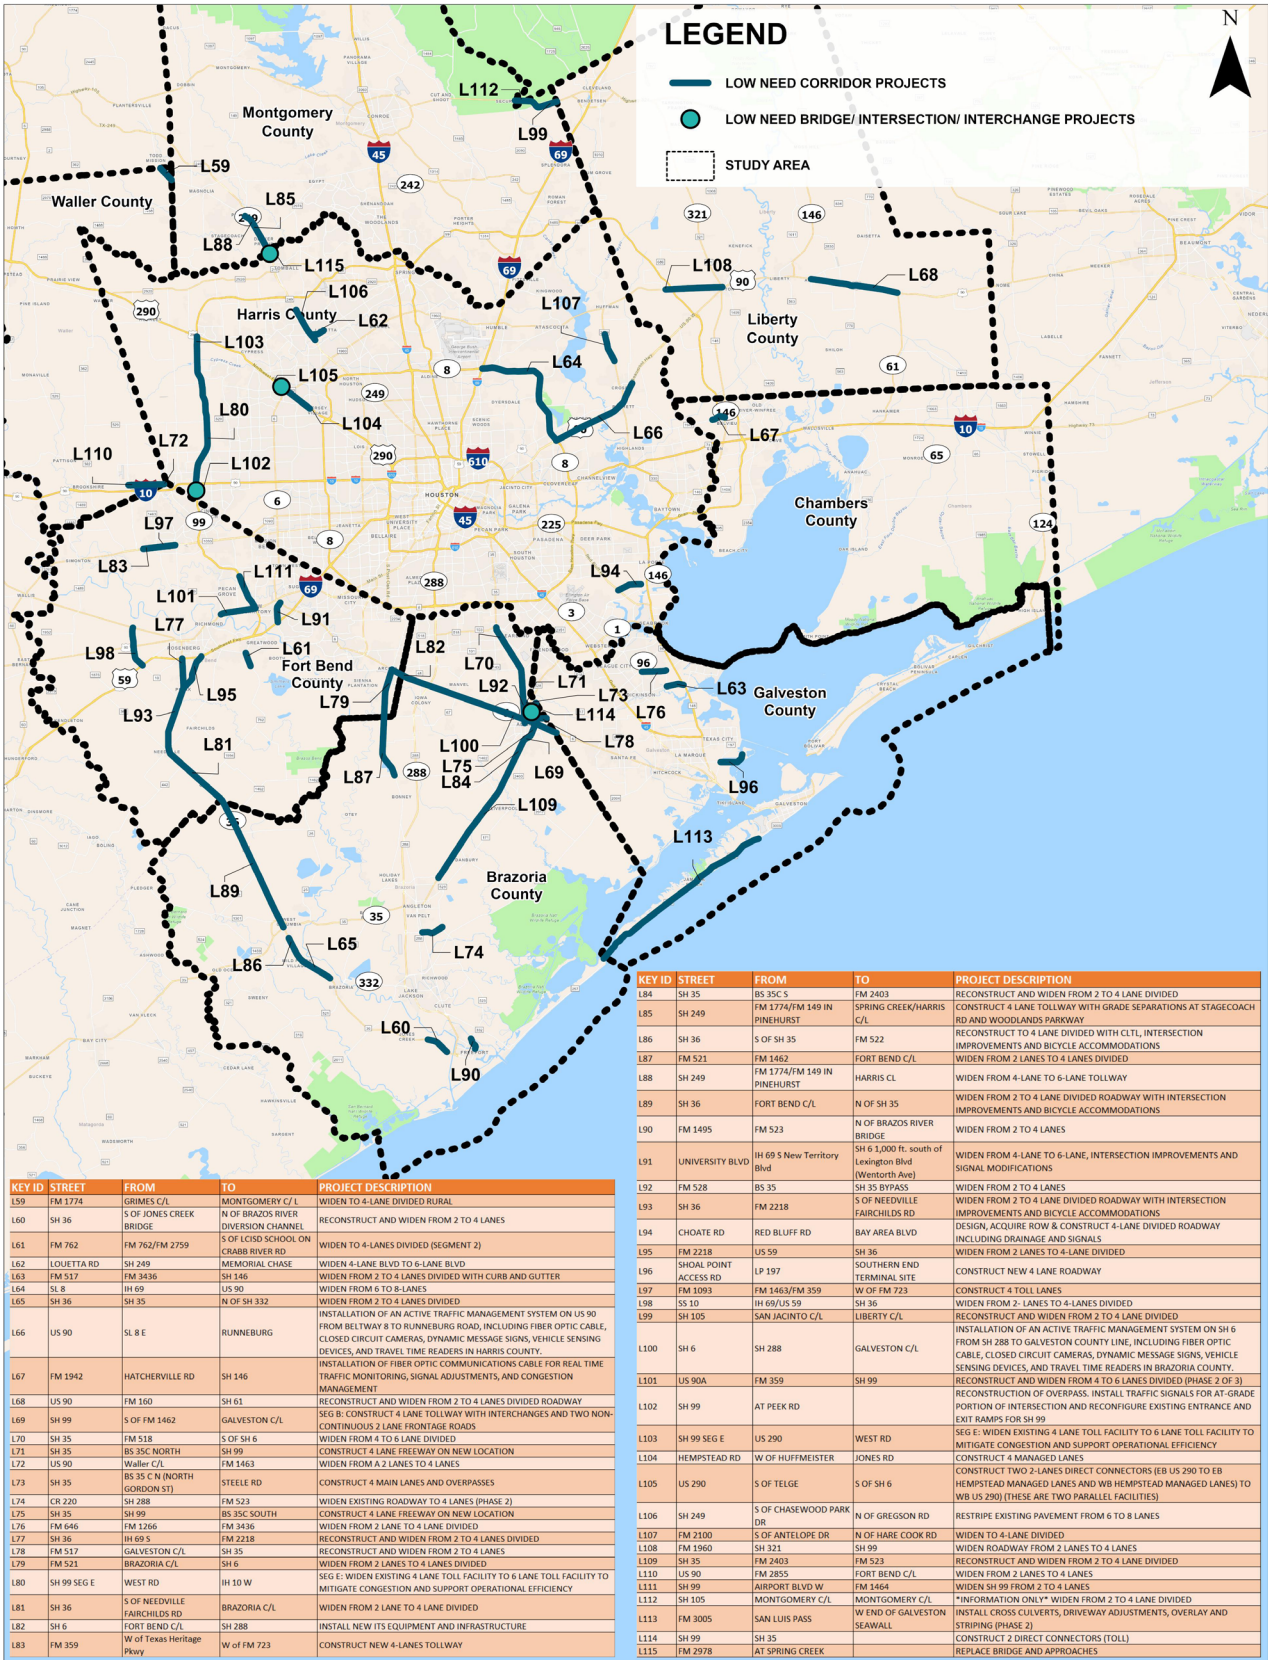 LEGEND
N
LOW NEED CORRIDOR PROJECTS
LOW NEED BRIDGE/ INTERSECTION/ INTERCHANGE PROJECTS
STUDY AREA
L112
Montgomery
County
L99
45
69
L59
242
Waller County
321
146
L85
249
L88
L115
69
L108
90
L68
L106
L107
290
Harris County
L62
Liberty
County
L103
L64
8
61
L105
249
146
L80
L104
L66
L67
10
L72
290
L110
L102
610
8
65
10
6
HOUSTON
Chambers
County
99
45
225
124
L97
8
L83
288
L94
146
L111
69
L101
3
L91
1
L77
L82
L61
L98
L70
96
Fort Bend
County
L71
59
L95
L92
L73
L63
L79
Galveston
County
L93
L114
L76
L100
L78
L81
L75
L87
288
L84
L69
L96
L109
36
L113
L89
Brazoria
County
35
L65
L74
L86
332
L60
L90
KEY ID STREET FROM TO PROJECT DESCRIPTION
L59 FM 1774 GRIMES C/L MONTGOMERY C/ L WIDEN TO 4-LANE DIVIDED RURAL
L60 SH 36 S OF JONES CREEK BRIDGE N OF BRAZOS RIVER DIVERSION CHANNEL RECONSTRUCT AND WIDEN FROM 2 TO 4 LANES
L61 FM 762 FM 762/FM 2759 S OF LCISD SCHOOL ON CRABB RIVER RD WIDEN TO 4-LANES DIVIDED (SEGMENT 2)
L62 LOUETTA RD SH 249 MEMORIAL CHASE WIDEN 4-LANE BLVD TO 6-LANE BLVD
L63 FM 517 FM 3436 SH 146 WIDEN FROM 2 TO 4 LANES DIVIDED WITH CURB AND GUTTER
L64 SL 8 IH 69 US 90 WIDEN FROM 6 TO 8-LANES
L65 SH 36 SH 35 N OF SH 332 WIDEN FROM 2 TO 4 LANES DIVIDED
L66 US 90 SL 8 E RUNNEBURG INSTALLATION OF AN ACTIVE TRAFFIC MANAGEMENT SYSTEM ON US 90 FROM BELTWAY 8 TO RUNNEBURG ROAD, INCLUDING FIBER OPTIC CABLE, CLOSED CIRCUIT CAMERAS, DYNAMIC MESSAGE SIGNS, VEHICLE SENSING DEVICES, AND TRAVEL TIME READERS IN HARRIS COUNTY.
L67 FM 1942 HATCHERVILLE RD SH 146 INSTALLATION OF FIBER OPTIC COMMUNICATIONS CABLE FOR REAL TIME TRAFFIC MONITORING, SIGNAL ADJUSTMENTS, AND CONGESTION MANAGEMENT
L68 US 90 FM 160 SH 61 RECONSTRUCT AND WIDEN FROM 2 TO 4 LANES DIVIDED ROADWAY
L69 SH 99 S OF FM 1462 GALVESTON C/L SEG B: CONSTRUCT 4 LANE TOLLWAY WITH INTERCHANGES AND TWO NON-CONTINUOUS 2 LANE FRONTAGE ROADS
L70 SH 35 FM 518 S OF SH 6 WIDEN FROM 4 TO 6 LANE DIVIDED
L71 SH 35 BS 35C NORTH SH 99 CONSTRUCT 4 LANE FREEWAY ON NEW LOCATION
L72 US 90 Waller C/L FM 1463 WIDEN FROM A 2 LANES TO 4 LANES
L73 SH 35 BS 35 C N (NORTH GORDON ST) STEELE RD CONSTRUCT 4 MAIN LANES AND OVERPASSES
L74 CR 220 SH 288 FM 523 WIDEN EXISTING ROADWAY TO 4 LANES (PHASE 2)
L75 SH 35 SH 99 BS 35C SOUTH CONSTRUCT 4 LANE FREEWAY ON NEW LOCATION
L76 FM 646 FM 1266 FM 3436 WIDEN FROM 2 LANE TO 4 LANE DIVIDED
L77 SH 36 IH 69 S FM 2218 RECONSTRUCT AND WIDEN FROM 2 TO 4 LANES DIVIDED
L78 FM 517 GALVESTON C/L SH 35 RECONSTRUCT AND WIDEN FROM 2 TO 4 LANES
L79 FM 521 BRAZORIA C/L SH 6 WIDEN FROM 2 LANES TO 4 LANES DIVIDED
L80 SH 99 SEG E WEST RD IH 10 W SEG E: WIDEN EXISTING 4 LANE TOLL FACILITY TO 6 LANE TOLL FACILITY TO MITIGATE CONGESTION AND SUPPORT OPERATIONAL EFFICIENCY
L81 SH 36 S OF NEEDVILLE FAIRCHILDS RD BRAZORIA C/L WIDEN FROM 2 LANE TO 4 LANE DIVIDED
L82 SH 6 FORT BEND C/L SH 288 INSTALL NEW ITS EQUIPMENT AND INFRASTRUCTURE
L83 FM 359 W of Texas Heritage Pkwy W of FM 723 CONSTRUCT NEW 4-LANES TOLLWAY
KEY ID STREET FROM TO PROJECT DESCRIPTION
L84 SH 35 BS 35C S FM 2403 RECONSTRUCT AND WIDEN FROM 2 TO 4 LANE DIVIDED
L85 SH 249 FM 1774/FM 149 IN PINEHURST SPRING CREEK/HARRIS C/L CONSTRUCT 4 LANE TOLLWAY WITH GRADE SEPARATIONS AT STAGECOACH RD AND WOODLANDS PARKWAY
L86 SH 36 S OF SH 35 FM 522 RECONSTRUCT TO 4 LANE DIVIDED WITH CLTL, INTERSECTION IMPROVEMENTS AND BICYCLE ACCOMMODATIONS
L87 FM 521 FM 1462 FORT BEND C/L WIDEN FROM 2 LANES TO 4 LANES DIVIDED
L88 SH 249 FM 1774/FM 149 IN PINEHURST HARRIS CL WIDEN FROM 4-LANE TO 6-LANE TOLLWAY
L89 SH 36 FORT BEND C/L N OF SH 35 WIDEN FROM 2 TO 4 LANE DIVIDED ROADWAY WITH INTERSECTION IMPROVEMENTS AND BICYCLE ACCOMMODATIONS
L90 FM 1495 FM 523 N OF BRAZOS RIVER BRIDGE WIDEN FROM 2 TO 4 LANES
L91 UNIVERSITY BLVD IH 69 S New Territory Blvd SH 6 1,000 ft. south of Lexington Blvd (Wentorth Ave) WIDEN FROM 4-LANE TO 6-LANE, INTERSECTION IMPROVEMENTS AND SIGNAL MODIFICATIONS
L92 FM 528 BS 35 SH 35 BYPASS WIDEN FROM 2 TO 4 LANES
L93 SH 36 FM 2218 S OF NEEDVILLE FAIRCHILDS RD WIDEN FROM 2 TO 4 LANE DIVIDED ROADWAY WITH INTERSECTION IMPROVEMENTS AND BICYCLE ACCOMMODATIONS
L94 CHOATE RD RED BLUFF RD BAY AREA BLVD DESIGN, ACQUIRE ROW & CONSTRUCT 4-LANE DIVIDED ROADWAY INCLUDING DRAINAGE AND SIGNALS
L95 FM 2218 US 59 SH 36 WIDEN FROM 2 LANES TO 4-LANE DIVIDED
L96 SHOAL POINT ACCESS RD LP 197 SOUTHERN END TERMINAL SITE CONSTRUCT NEW 4 LANE ROADWAY
L97 FM 1093 FM 1463/FM 359 W OF FM 723 CONSTRUCT 4 TOLL LANES
L98 SS 10 IH 69/US 59 SH 36 WIDEN FROM 2- LANES TO 4-LANES DIVIDED
L99 SH 105 SAN JACINTO C/L LIBERTY C/L RECONSTRUCT AND WIDEN FROM 2 TO 4 LANE DIVIDED
L100 SH 6 SH 288 GALVESTON C/L INSTALLATION OF AN ACTIVE TRAFFIC MANAGEMENT SYSTEM ON SH 6 FROM SH 288 TO GALVESTON COUNTY LINE, INCLUDING FIBER OPTIC CABLE, CLOSED CIRCUIT CAMERAS, DYNAMIC MESSAGE SIGNS, VEHICLE SENSING DEVICES, AND TRAVEL TIME READERS IN BRAZORIA COUNTY.
L101 US 90A FM 359 SH 99 RECONSTRUCT AND WIDEN FROM 4 TO 6 LANES DIVIDED (PHASE 2 OF 3)
L102 SH 99 AT PEEK RD RECONSTRUCTION OF OVERPASS. INSTALL TRAFFIC SIGNALS FOR AT-GRADE PORTION OF INTERSECTION AND RECONFIGURE EXISTING ENTRANCE AND EXIT RAMPS FOR SH 99
L103 SH 99 SEG E US 290 WEST RD SEG E: WIDEN EXISTING 4 LANE TOLL FACILITY TO 6 LANE TOLL FACILITY TO MITIGATE CONGESTION AND SUPPORT OPERATIONAL EFFICIENCY
L104 HEMPSTEAD RD W OF HUFFMEISTER JONES RD CONSTRUCT 4 MANAGED LANES
L105 US 290 S OF TELGE S OF SH 6 CONSTRUCT TWO 2-LANES DIRECT CONNECTORS (EB US 290 TO EB HEMPSTEAD MANAGED LANES AND WB HEMPSTEAD MANAGED LANES) TO WB US 290) (THESE ARE TWO PARALLEL FACILITIES)
L106 SH 249 S OF CHASEWOOD PARK DR N OF GREGSON RD RESTRIPE EXISTING PAVEMENT FROM 6 TO 8 LANES
L107 FM 2100 S OF ANTELOPE DR N OF HARE COOK RD WIDEN TO 4-LANE DIVIDED
L108 FM 1960 SH 321 SH 99 WIDEN ROADWAY FROM 2 LANES TO 4 LANES
L109 SH 35 FM 2403 FM 523 RECONSTRUCT AND WIDEN FROM 2 TO 4 LANE DIVIDED
L110 US 90 FM 2855 FORT BEND C/L WIDEN FROM 2 LANES TO 4 LANES
L111 SH 99 AIRPORT BLVD W FM 1464 WIDEN SH 99 FROM 2 TO 4 LANES
L112 SH 105 MONTGOMERY C/L MONTGOMERY C/L *INFORMATION ONLY* WIDEN FROM 2 TO 4 LANE DIVIDED
L113 FM 3005 SAN LUIS PASS W END OF GALVESTON SEAWALL INSTALL CROSS CULVERTS, DRIVEWAY ADJUSTMENTS, OVERLAY AND STRIPING (PHASE 2)
L114 SH 99 SH 35 CONSTRUCT 2 DIRECT CONNECTORS (TOLL)
L115 FM 2978 AT SPRING CREEK REPLACE BRIDGE AND APPROACHES